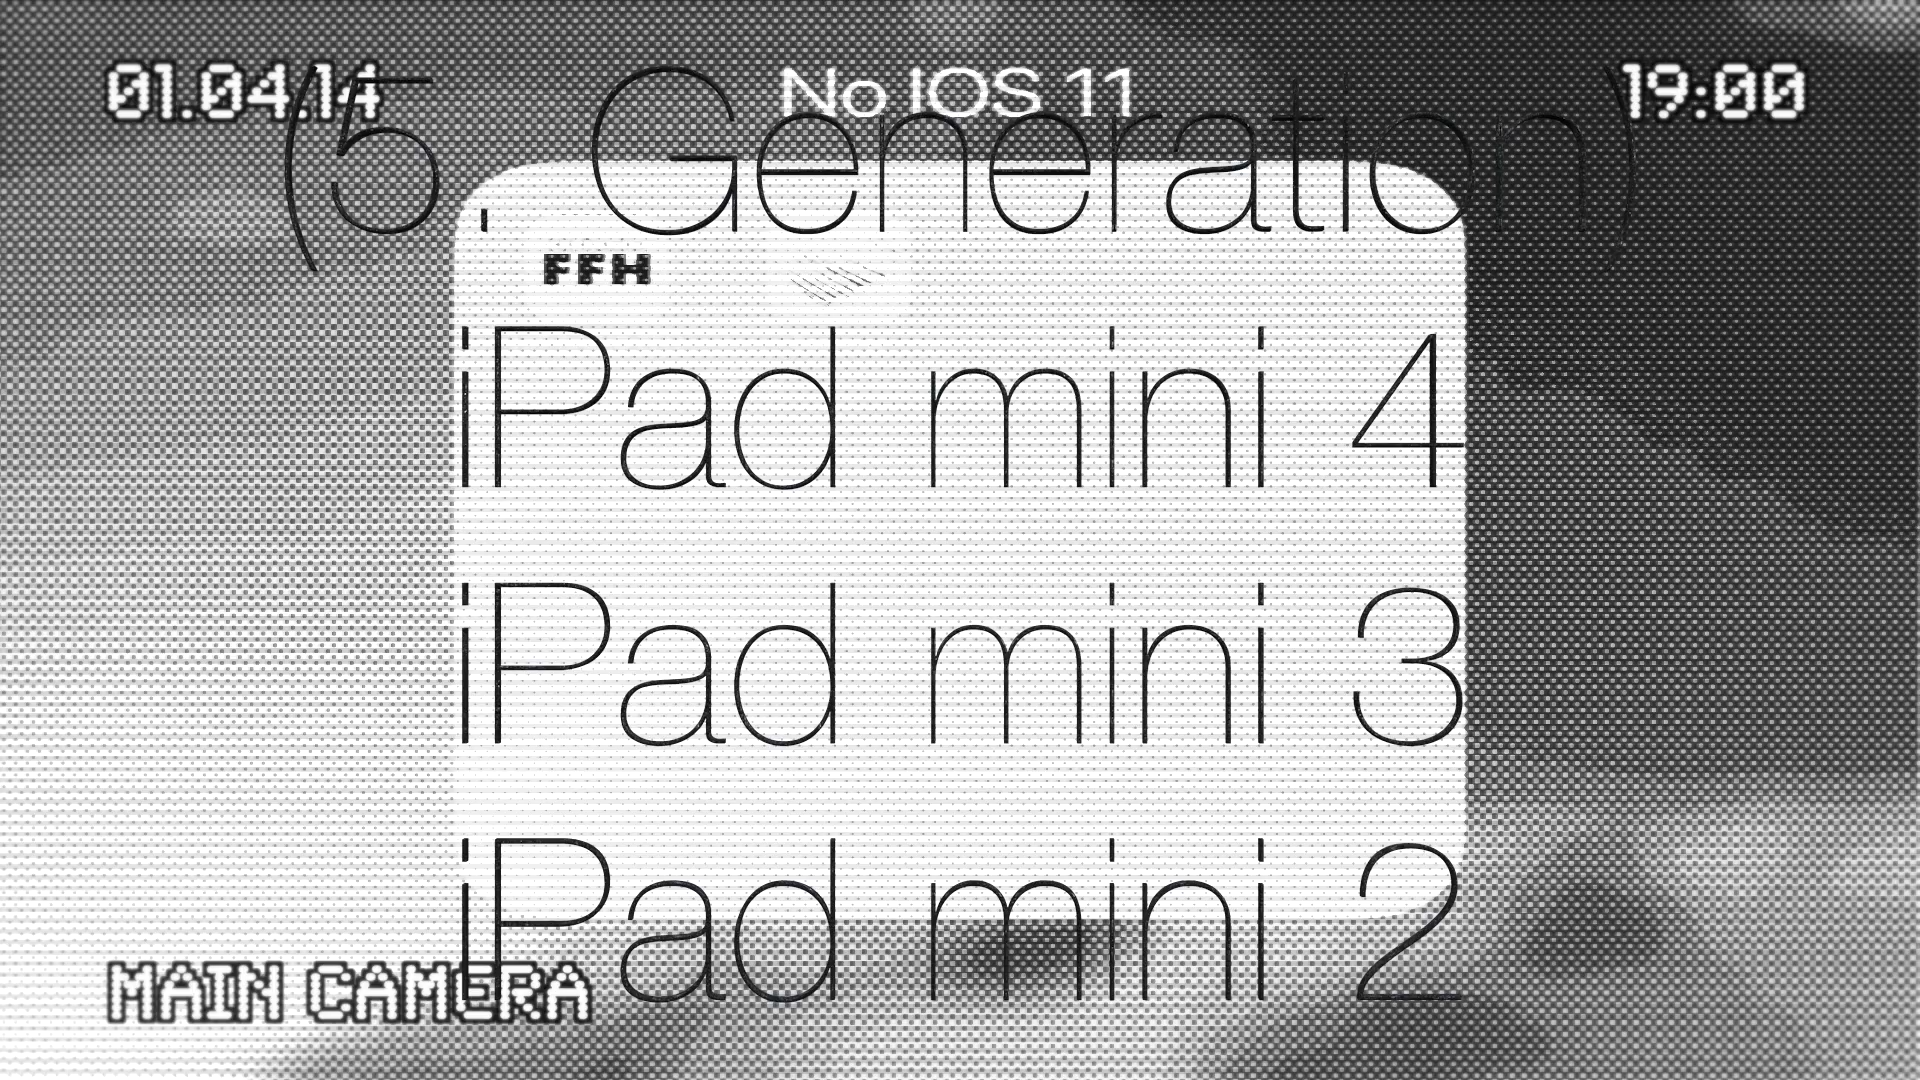 01.04.14
No IOS 11
19:00
(5. Generation)
FFH
iPad mini 4
iPad mini 3
iPad mini 2
MAIN CAMERA